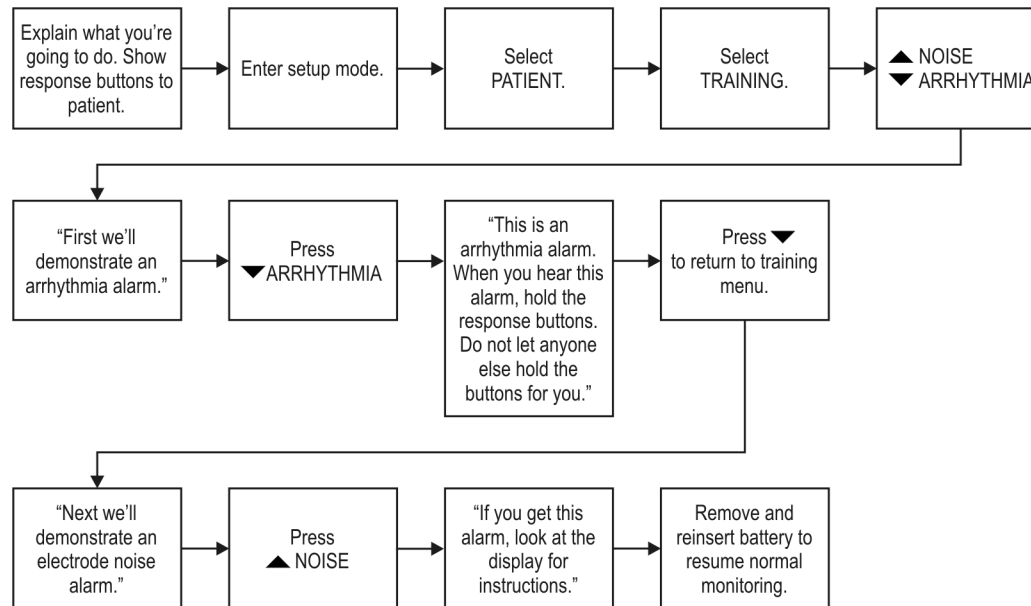 Explain what you’re
going to do. Show
response buttons to
patient.
Enter setup mode.
Select
PATIENT.
Select
TRAINING.
▲ NOISE
▼ ARRHYTHMIA
“First we’ll
demonstrate an
arrhythmia alarm.”
Press
▼ARRHYTHMIA
“This is an
arrhythmia alarm.
When you hear this
alarm, hold the
response buttons.
Do not let anyone
else hold the
buttons for you.”
Press ▼
to return to training
menu.
“Next we’ll
demonstrate an
electrode noise
alarm.”
Press
▲ NOISE
“If you get this
alarm, look at the
display for
instructions.”
Remove and
reinsert battery to
resume normal
monitoring.